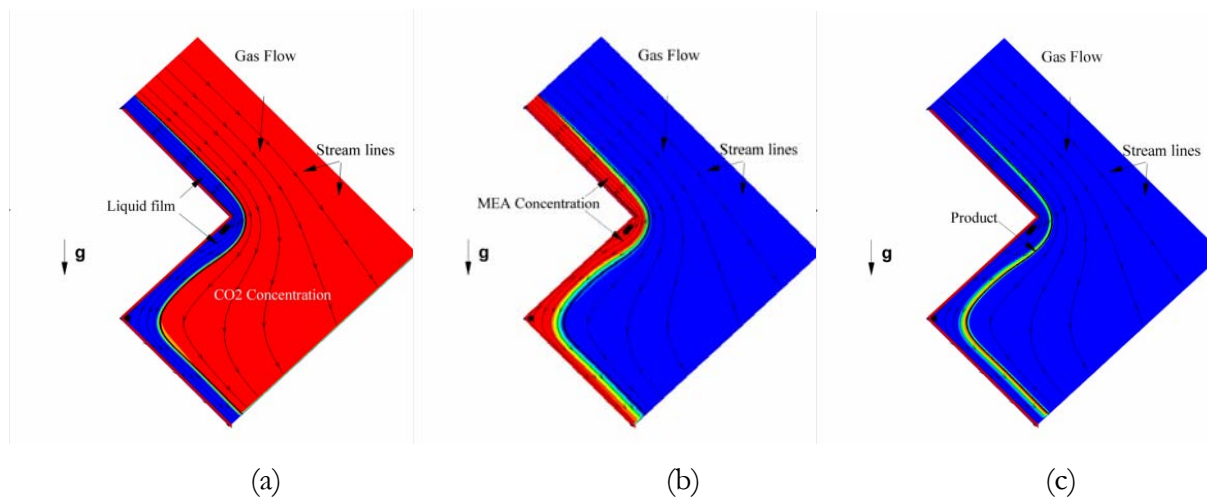 Gas Flow
Stream lines
Liquid film
g
CO2 Concentration
(a)
Gas Flow
Stream lines
MEA Concentration
g
(b)
Gas Flow
Stream lines
Product
g
(c)